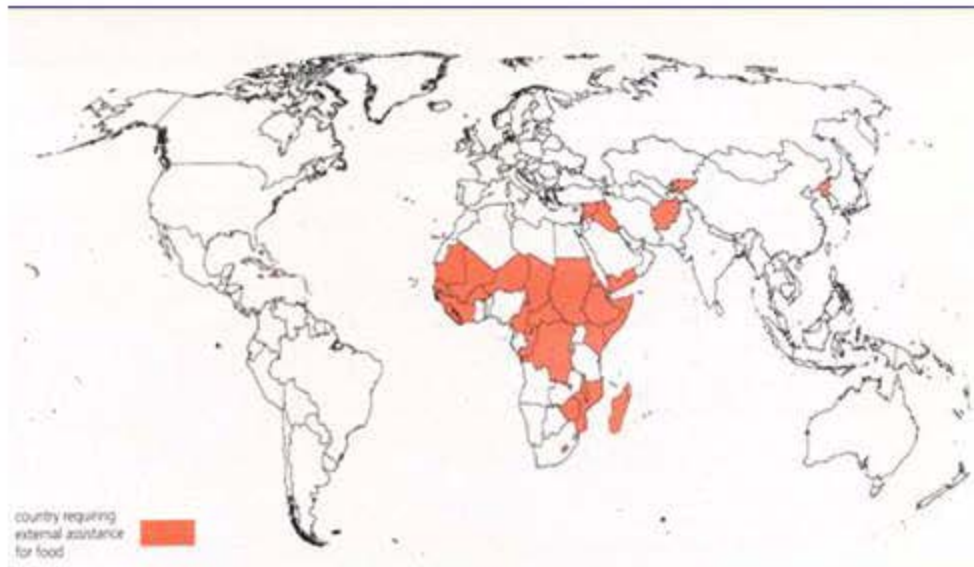 country requiring
external assistance
for food